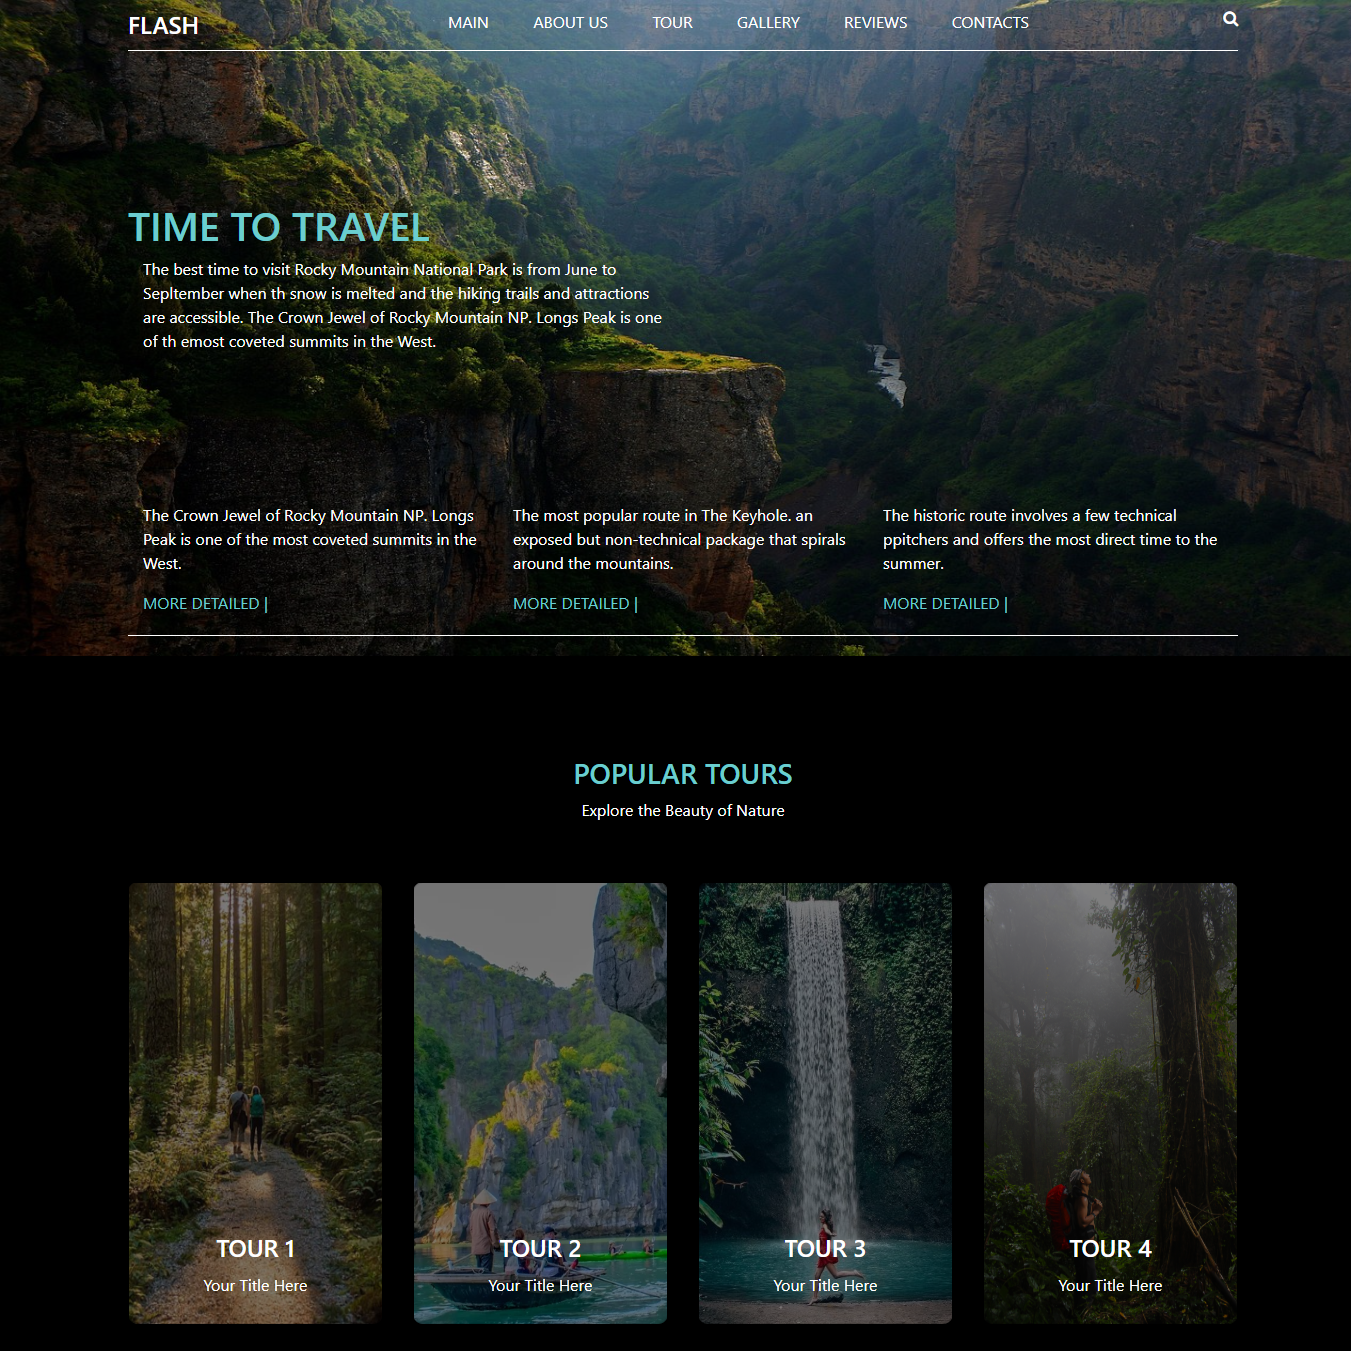 FLASH
MAIN ABOUT US TOUR GALLERY REVIEWS CONTACTS
TIME TO TRAVEL
The best time to visit Rocky Mountain National Park is from June to
Sepltember when th snow is melted and the hiking trails and attractions
are accessible. The Crown Jewel of Rocky Mountain NP. Longs Peak is one
of th emost coveted summits in the West.
The Crown Jewel of Rocky Mountain NP. Longs
Peak is one of the most coveted summits in the
West.
MORE DETAILED |
The most popular route in The Keyhole. an
exposed but non-technical package that spirals
around the mountains.
MORE DETAILED |
The historic route involves a few technical
ppitchers and offers the most direct time to the
summer.
MORE DETAILED |
POPULAR TOURS
Explore the Beauty of Nature
TOUR 1
Your Title Here
TOUR 2
Your Title Here
TOUR 3
Your Title Here
TOUR 4
Your Title Here